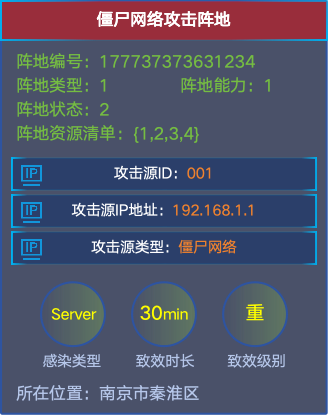 僵尸网络攻击阵地
阵地编号：177737373631234
阵地类型：1 阵地能力：1
阵地状态：2
阵地资源清单：{1,2,3,4}
IP 攻击源ID：001
IP 攻击源IP地址：192.168.1.1
IP 攻击源类型：僵尸网络
Server 30min 重
感染类型 致效时长 致效级别
所在位置：南京市秦淮区